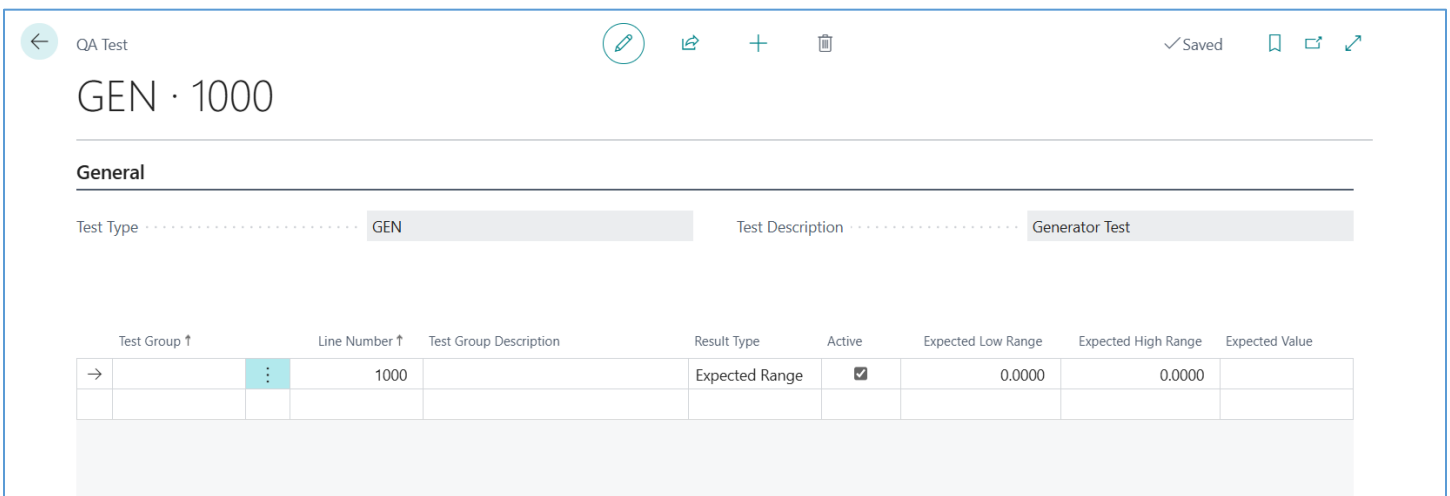 QA Test
Saved
GEN · 1000
General
Test Type GEN Test Description Generator Test
Test Group ↑ Line Number ↑ Test Group Description Result Type Active Expected Low Range Expected High Range Expected Value
1000 Expected Range 0.0000 0.0000